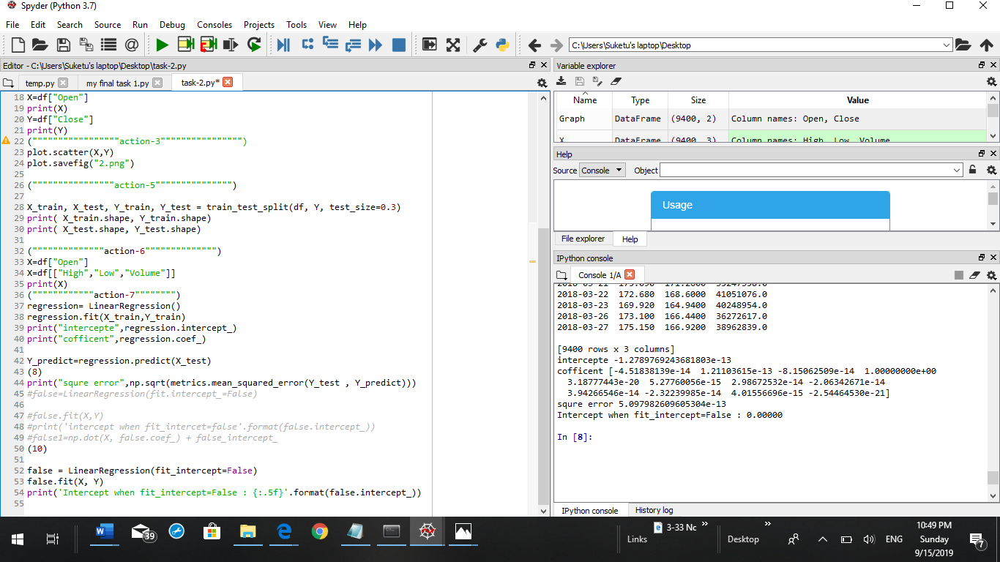 Spyder (Python 3.7)
File Edit Search Source Run Debug Consoles Projects Tools View Help
C:\Users\Suketu's laptop\Desktop
Editor - C:\Users\Suketu's laptop\Desktop\task-2.py
temp.py my final task 1.py task-2.py*
18 X=df["Open"]
19 print(X)
20 Y=df["Close"]
21 print(Y)
22 (""""""""""""""""""action-3"""""""""""""""")
23 plot.scatter(X,Y)
24 plot.savefig("2.png")
25
26 (""""""""""""""""action-5""""""""""""""")
27
28 X_train, X_test, Y_train, Y_test = train_test_split(df, Y, test_size=0.3)
29 print( X_train.shape, Y_train.shape)
30 print( X_test.shape, Y_test.shape)
31
32 (""""""""""""""action-6"""""""""""""")
33 X=df["Open"]
34 X=df[["High","Low","Volume"]]
35 print(X)
36 (""""""""""""action-7"""""""")
37 regression= LinearRegression()
38 regression.fit(X_train,Y_train)
39 print("intercepte",regression.intercept_)
40 print("cofficent",regression.coef_)
41
42 Y_predict=regression.predict(X_test)
43 (8)
44 print("squre error",np.sqrt(metrics.mean_squared_error(Y_test , Y_predict)))
45 #false=LinearRegression(fit.intercept_=False)
46
47 #false.fit(X,Y)
48 #print('intercept when fit_intercet=false'.format(false.intercept_))
49 #false1=np.dot(X, false.coef_) + false_intercept_
50 (10)
51
52 false = LinearRegression(fit_intercept=False)
53 false.fit(X, Y)
54 print('Intercept when fit_intercept=False : {:.5f}'.format(false.intercept_))
55
Variable explorer
Name Type Size Value
Graph DataFrame (9400, 2) Column names: Open, Close
X DataFrame (9400, 3) Column names: High, Low, Volume
Help
Source Console Object
Usage
File explorer Help
IPython console
Console 1/A
2018-03-21 175.090 171.2600 35247358.0
2018-03-22 172.680 168.6000 41051076.0
2018-03-23 169.920 164.9400 40248954.0
2018-03-26 173.100 166.4400 36272617.0
2018-03-27 175.150 166.9200 38962839.0
[9400 rows x 3 columns]
intercepte -1.2789769243681803e-13
cofficent [-4.51838139e-14 1.21103615e-13 -8.15062509e-14 1.00000000e+00
3.18777443e-20 5.27760056e-15 2.98672532e-14 -2.06342671e-14
3.94266546e-14 -2.32239985e-14 4.01556696e-15 -2.54464530e-21]
squre error 5.097982609605304e-13
Intercept when fit_intercept=False : 0.00000
In [8]:
IPython console History log
39
Links
3-33 Nc »
Desktop »
ENG
10:49 PM
Sunday
9/15/2019
7